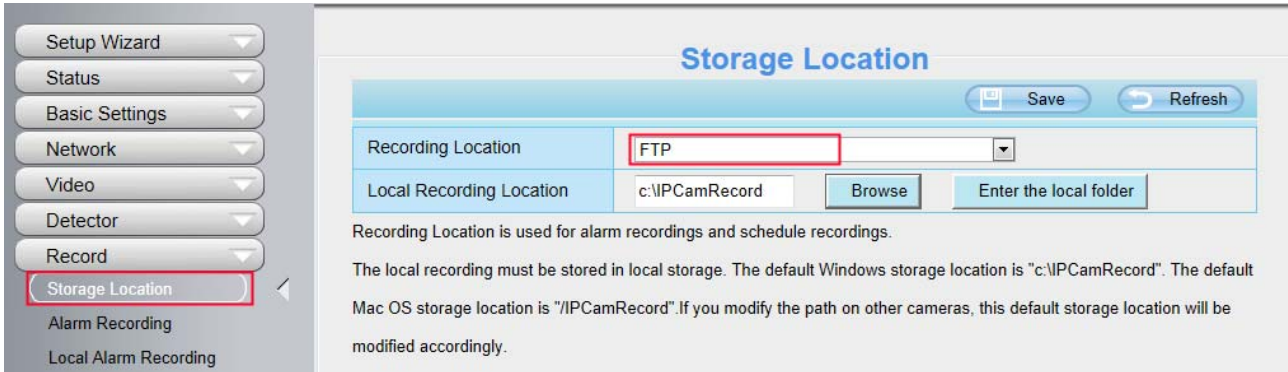 Setup Wizard
Status
Basic Settings
Network
Video
Detector
Record
Storage Location
Alarm Recording
Local Alarm Recording
Storage Location
Save Refresh
Recording Location FTP
Local Recording Location c:\IPCamRecord Browse Enter the local folder
Recording Location is used for alarm recordings and schedule recordings.
The local recording must be stored in local storage. The default Windows storage location is "c:\IPCamRecord". The default
Mac OS storage location is "/IPCamRecord".If you modify the path on other cameras, this default storage location will be
modified accordingly.